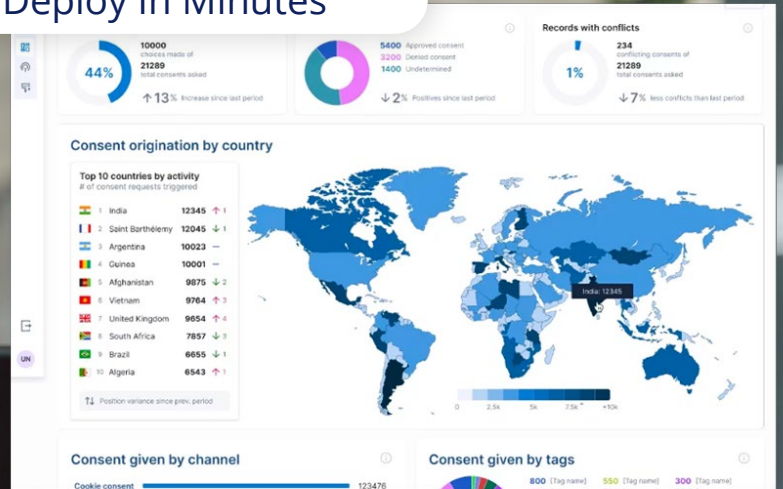 Deploy in Minutes
44%
10000
choices made of
21289
total consents asked
↑13% Increase since last period
5400 Approved consent
3200 Denied consent
1400 Undetermined
↓2% Positives since last period
Records with conflicts
1%
234
conflicting consents of
21289
total consents asked
↓7% less conflicts than last period
Consent origination by country
Top 10 countries by activity
# of consent requests triggered
1 India 12345 ↑ 1
2 Saint Barthélemy 12045 ↓ 1
3 Argentina 10023 –
4 Guinea 10001 –
5 Afghanistan 9875 ↓ 2
6 Vietnam 9764 ↑ 3
7 United Kingdom 9654 ↑ 4
8 South Africa 7857 ↓ 3
9 Brazil 6655 ↓ 1
10 Algeria 6543 ↑ 1
Position variance since prev. period
India: 12345
0 2.5k 5k 7.5k +10k
UN
Consent given by channel
Cookie consent 123476
Consent given by tags
800 [Tag name] 550 [Tag name] 300 [Tag name]